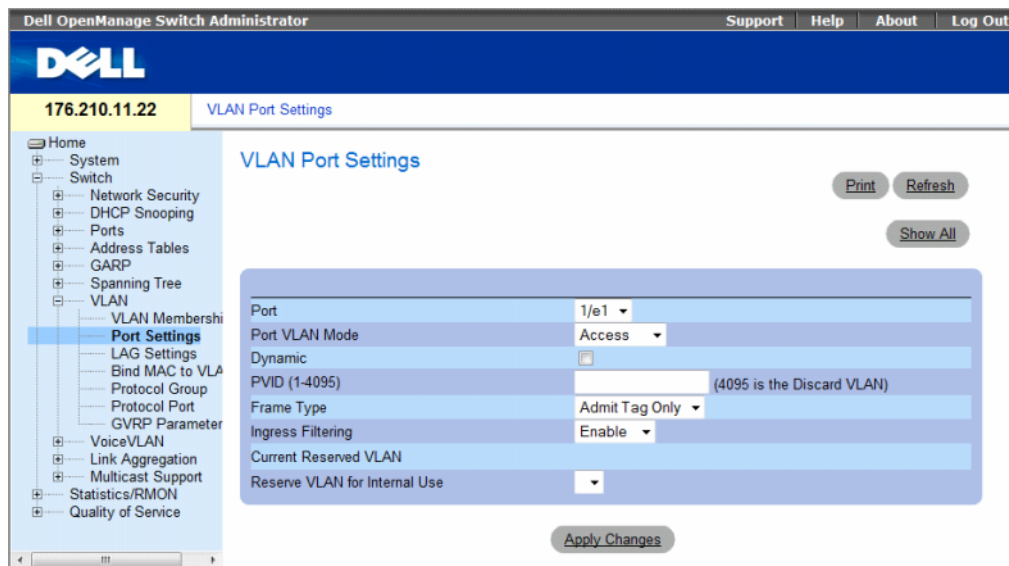 Dell OpenManage Switch Administrator
Support Help About Log Out
DELL
176.210.11.22
VLAN Port Settings
Home
System
Switch
Network Security
DHCP Snooping
Ports
Address Tables
GARP
Spanning Tree
VLAN
VLAN Membershi
Port Settings
LAG Settings
Bind MAC to VLA
Protocol Group
Protocol Port
GVRP Parameter
VoiceVLAN
Link Aggregation
Multicast Support
Statistics/RMON
Quality of Service
VLAN Port Settings
Print Refresh
Show All
Port 1/e1
Port VLAN Mode Access
Dynamic
PVID (1-4095) (4095 is the Discard VLAN)
Frame Type Admit Tag Only
Ingress Filtering Enable
Current Reserved VLAN
Reserve VLAN for Internal Use
Apply Changes